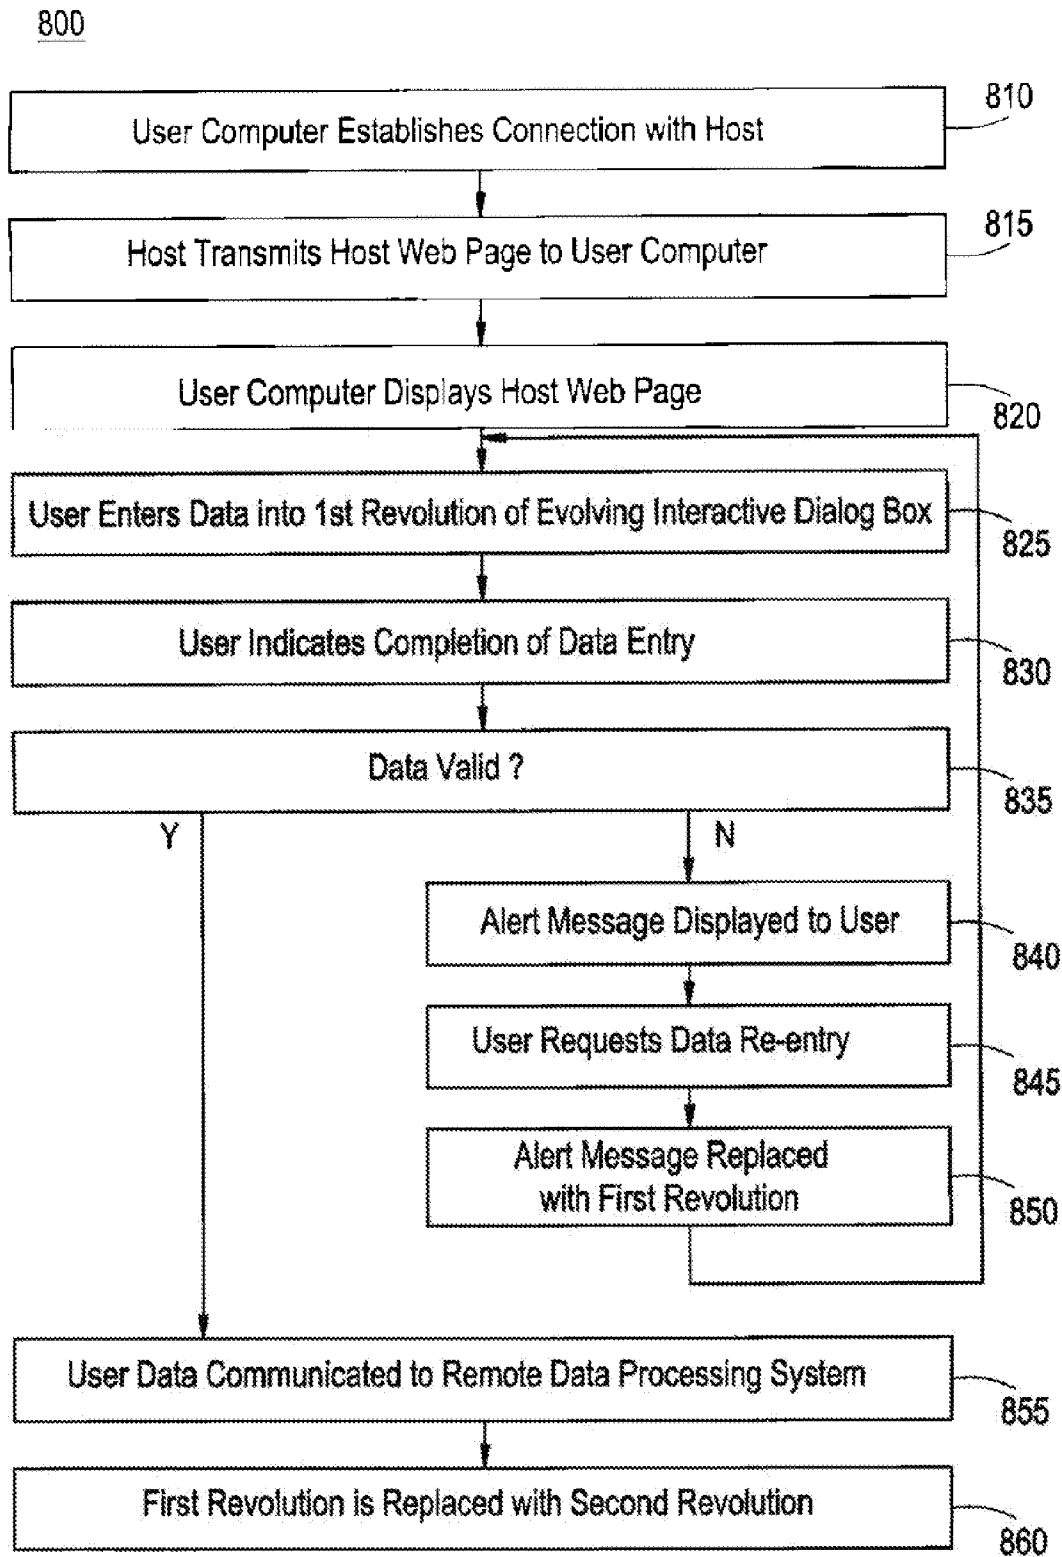 800
810
User Computer Establishes Connection with Host
815
Host Transmits Host Web Page to User Computer
User Computer Displays Host Web Page
820
User Enters Data into 1st Revolution of Evolving Interactive Dialog Box
825
User Indicates Completion of Data Entry
830
Data Valid ?
835
Y
N
Alert Message Displayed to User
840
User Requests Data Re-entry
845
Alert Message Replaced
with First Revolution
850
User Data Communicated to Remote Data Processing System
855
First Revolution is Replaced with Second Revolution
860